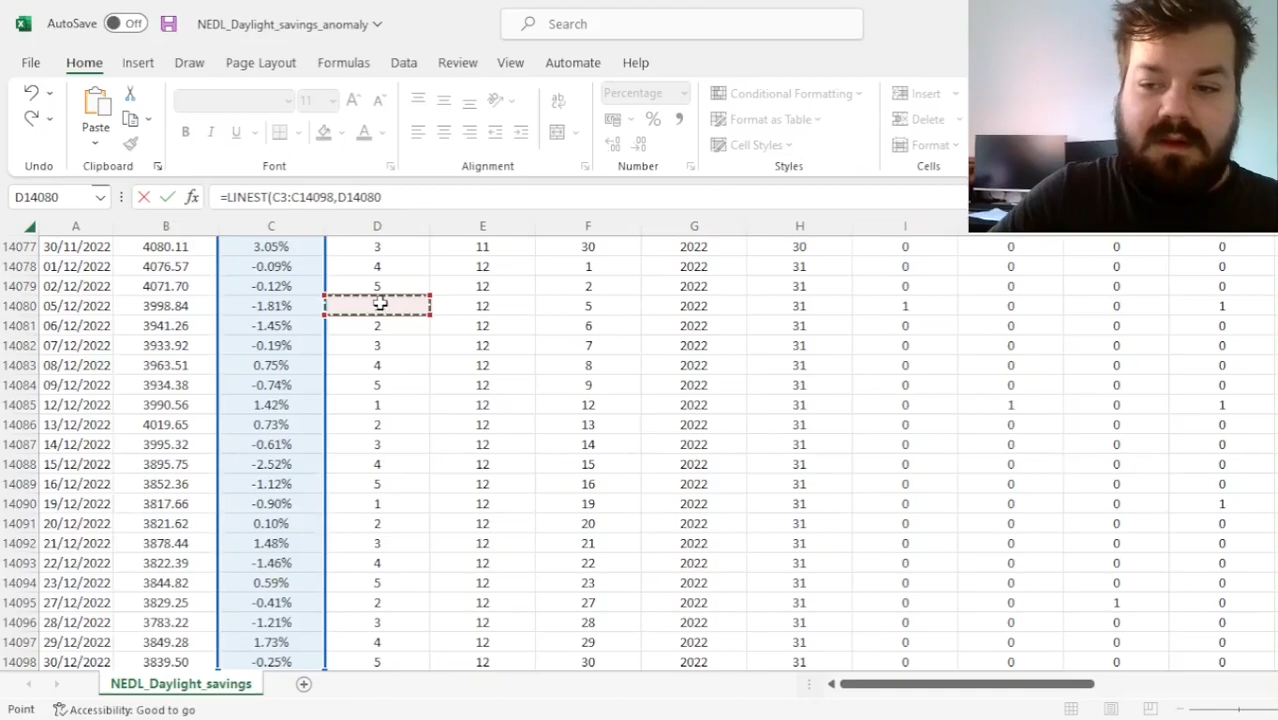 AutoSave Off NEDL_Daylight_savings_anomaly Search
File Home Insert Draw Page Layout Formulas Data Review View Automate Help
11 Percentage Conditional Formatting Insert
Paste B I U Format as Table Delete
Cell Styles Format
Undo Clipboard Font Alignment Number Styles Cells
D14080 fx =LINEST(C3:C14098,D14080
A B C D E F G H I J K L
14077 30/11/2022 4080.11 3.05% 3 11 30 2022 30 0 0 0 0
14078 01/12/2022 4076.57 -0.09% 4 12 1 2022 31 0 0 0 0
14079 02/12/2022 4071.70 -0.12% 5 12 2 2022 31 0 0 0 0
14080 05/12/2022 3998.84 -1.81% 12 5 2022 31 1 0 0 1
14081 06/12/2022 3941.26 -1.45% 2 12 6 2022 31 0 0 0 0
14082 07/12/2022 3933.92 -0.19% 3 12 7 2022 31 0 0 0 0
14083 08/12/2022 3963.51 0.75% 4 12 8 2022 31 0 0 0 0
14084 09/12/2022 3934.38 -0.74% 5 12 9 2022 31 0 0 0 0
14085 12/12/2022 3990.56 1.42% 1 12 12 2022 31 0 1 0 1
14086 13/12/2022 4019.65 0.73% 2 12 13 2022 31 0 0 0 0
14087 14/12/2022 3995.32 -0.61% 3 12 14 2022 31 0 0 0 0
14088 15/12/2022 3895.75 -2.52% 4 12 15 2022 31 0 0 0 0
14089 16/12/2022 3852.36 -1.12% 5 12 16 2022 31 0 0 0 0
14090 19/12/2022 3817.66 -0.90% 1 12 19 2022 31 0 0 0 1
14091 20/12/2022 3821.62 0.10% 2 12 20 2022 31 0 0 0 0
14092 21/12/2022 3878.44 1.48% 3 12 21 2022 31 0 0 0 0
14093 22/12/2022 3822.39 -1.46% 4 12 22 2022 31 0 0 0 0
14094 23/12/2022 3844.82 0.59% 5 12 23 2022 31 0 0 0 0
14095 27/12/2022 3829.25 -0.41% 2 12 27 2022 31 0 0 1 0
14096 28/12/2022 3783.22 -1.21% 3 12 28 2022 31 0 0 0 0
14097 29/12/2022 3849.28 1.73% 4 12 29 2022 31 0 0 0 0
14098 30/12/2022 3839.50 -0.25% 5 12 30 2022 31 0 0 0 0
NEDL_Daylight_savings
Point Accessibility: Good to go